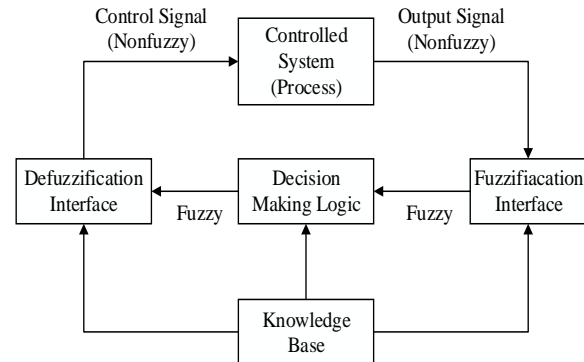 Control Signal
(Nonfuzzy)
Controlled
System
(Process)
Output Signal
(Nonfuzzy)
Defuzzification
Interface
Fuzzy
Decision
Making Logic
Fuzzy
Fuzzifiacation
Interface
Knowledge
Base